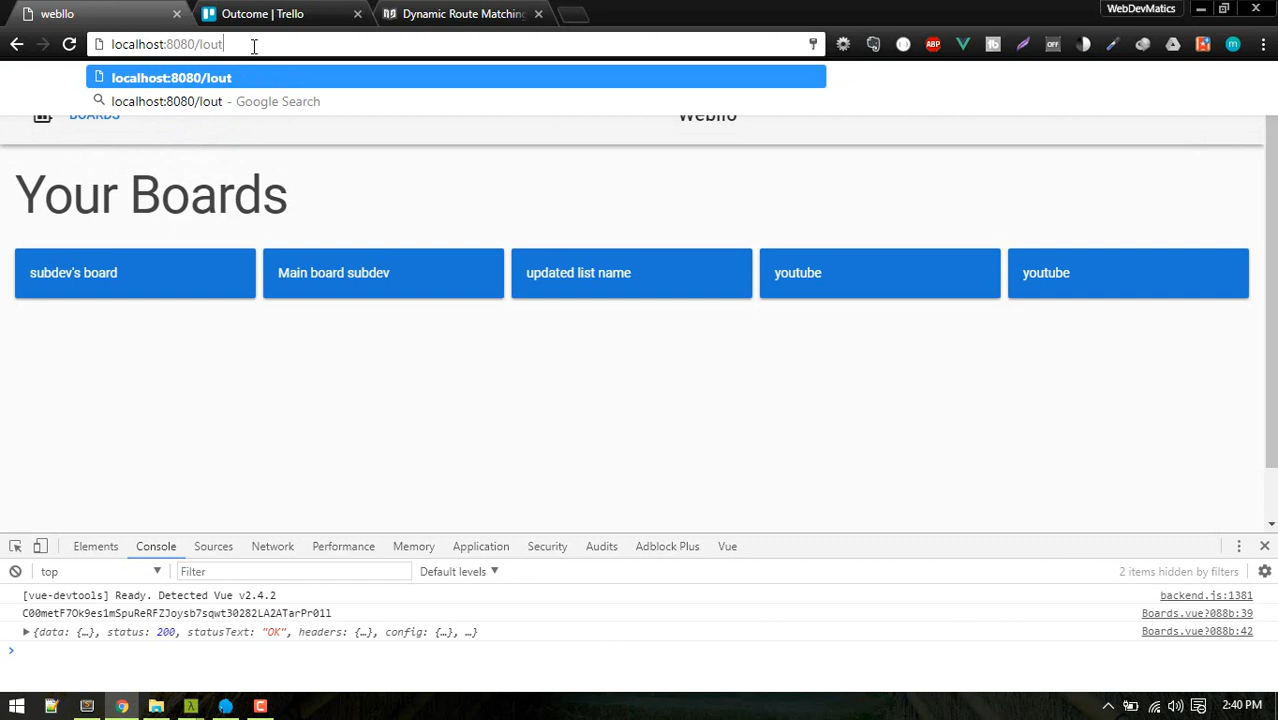 webllo
Outcome | Trello
Dynamic Route Matching
WebDevMatics
localhost:8080/lout
localhost:8080/lout
localhost:8080/lout - Google Search
BOARDS
Webllo
Your Boards
subdev's board
Main board subdev
updated list name
youtube
youtube
Elements
Console
Sources
Network
Performance
Memory
Application
Security
Audits
Adblock Plus
Vue
top
Filter
Default levels
2 items hidden by filters
[vue-devtools] Ready. Detected Vue v2.4.2
backend.js:1381
C00metF7Ok9es1mSpuReRFZJoysb7sqwt30282LA2ATarPr01l
Boards.vue?088b:39
{data: {…}, status: 200, statusText: "OK", headers: {…}, config: {…}, …}
Boards.vue?088b:42
2:40 PM